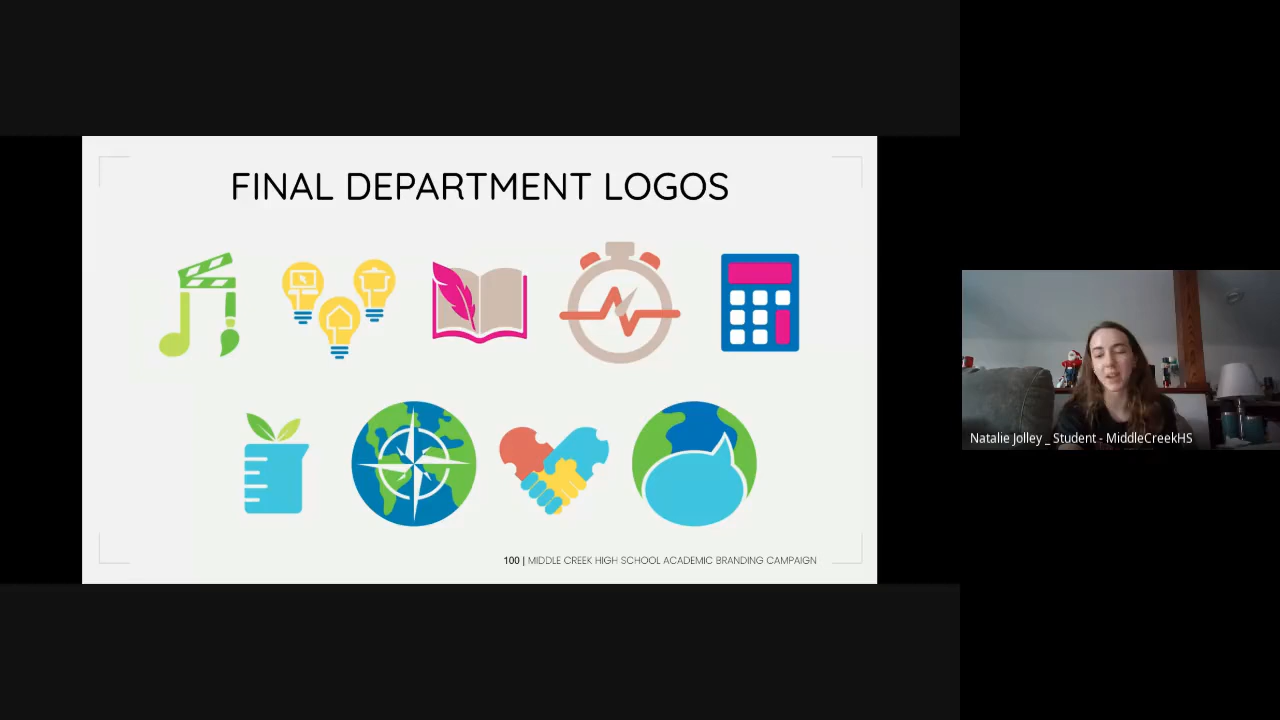 FINAL DEPARTMENT LOGOS
100 | MIDDLE CREEK HIGH SCHOOL ACADEMIC BRANDING CAMPAIGN
Natalie Jolley _ Student - MiddleCreekHS